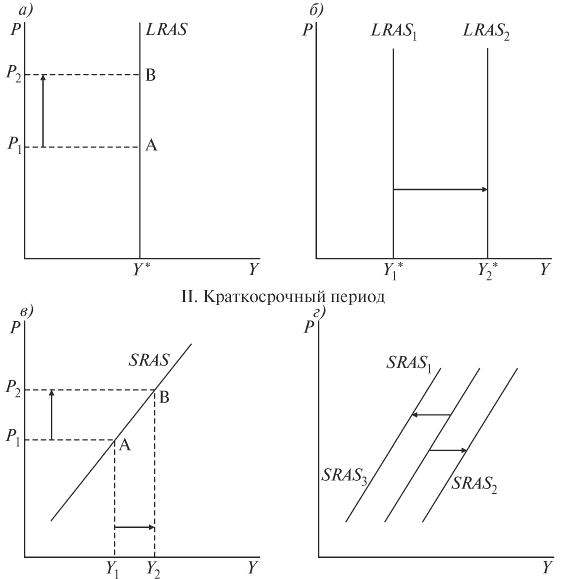 а)
P
LRAS
P₂
B
P₁
A
Y*
Y
б)
P
LRAS₁
LRAS₂
Y₁*
Y₂*
Y
II. Краткосрочный период
в)
P
SRAS
P₂
B
P₁
A
Y₁
Y₂
Y
г)
P
SRAS₁
SRAS₃
SRAS₂
Y